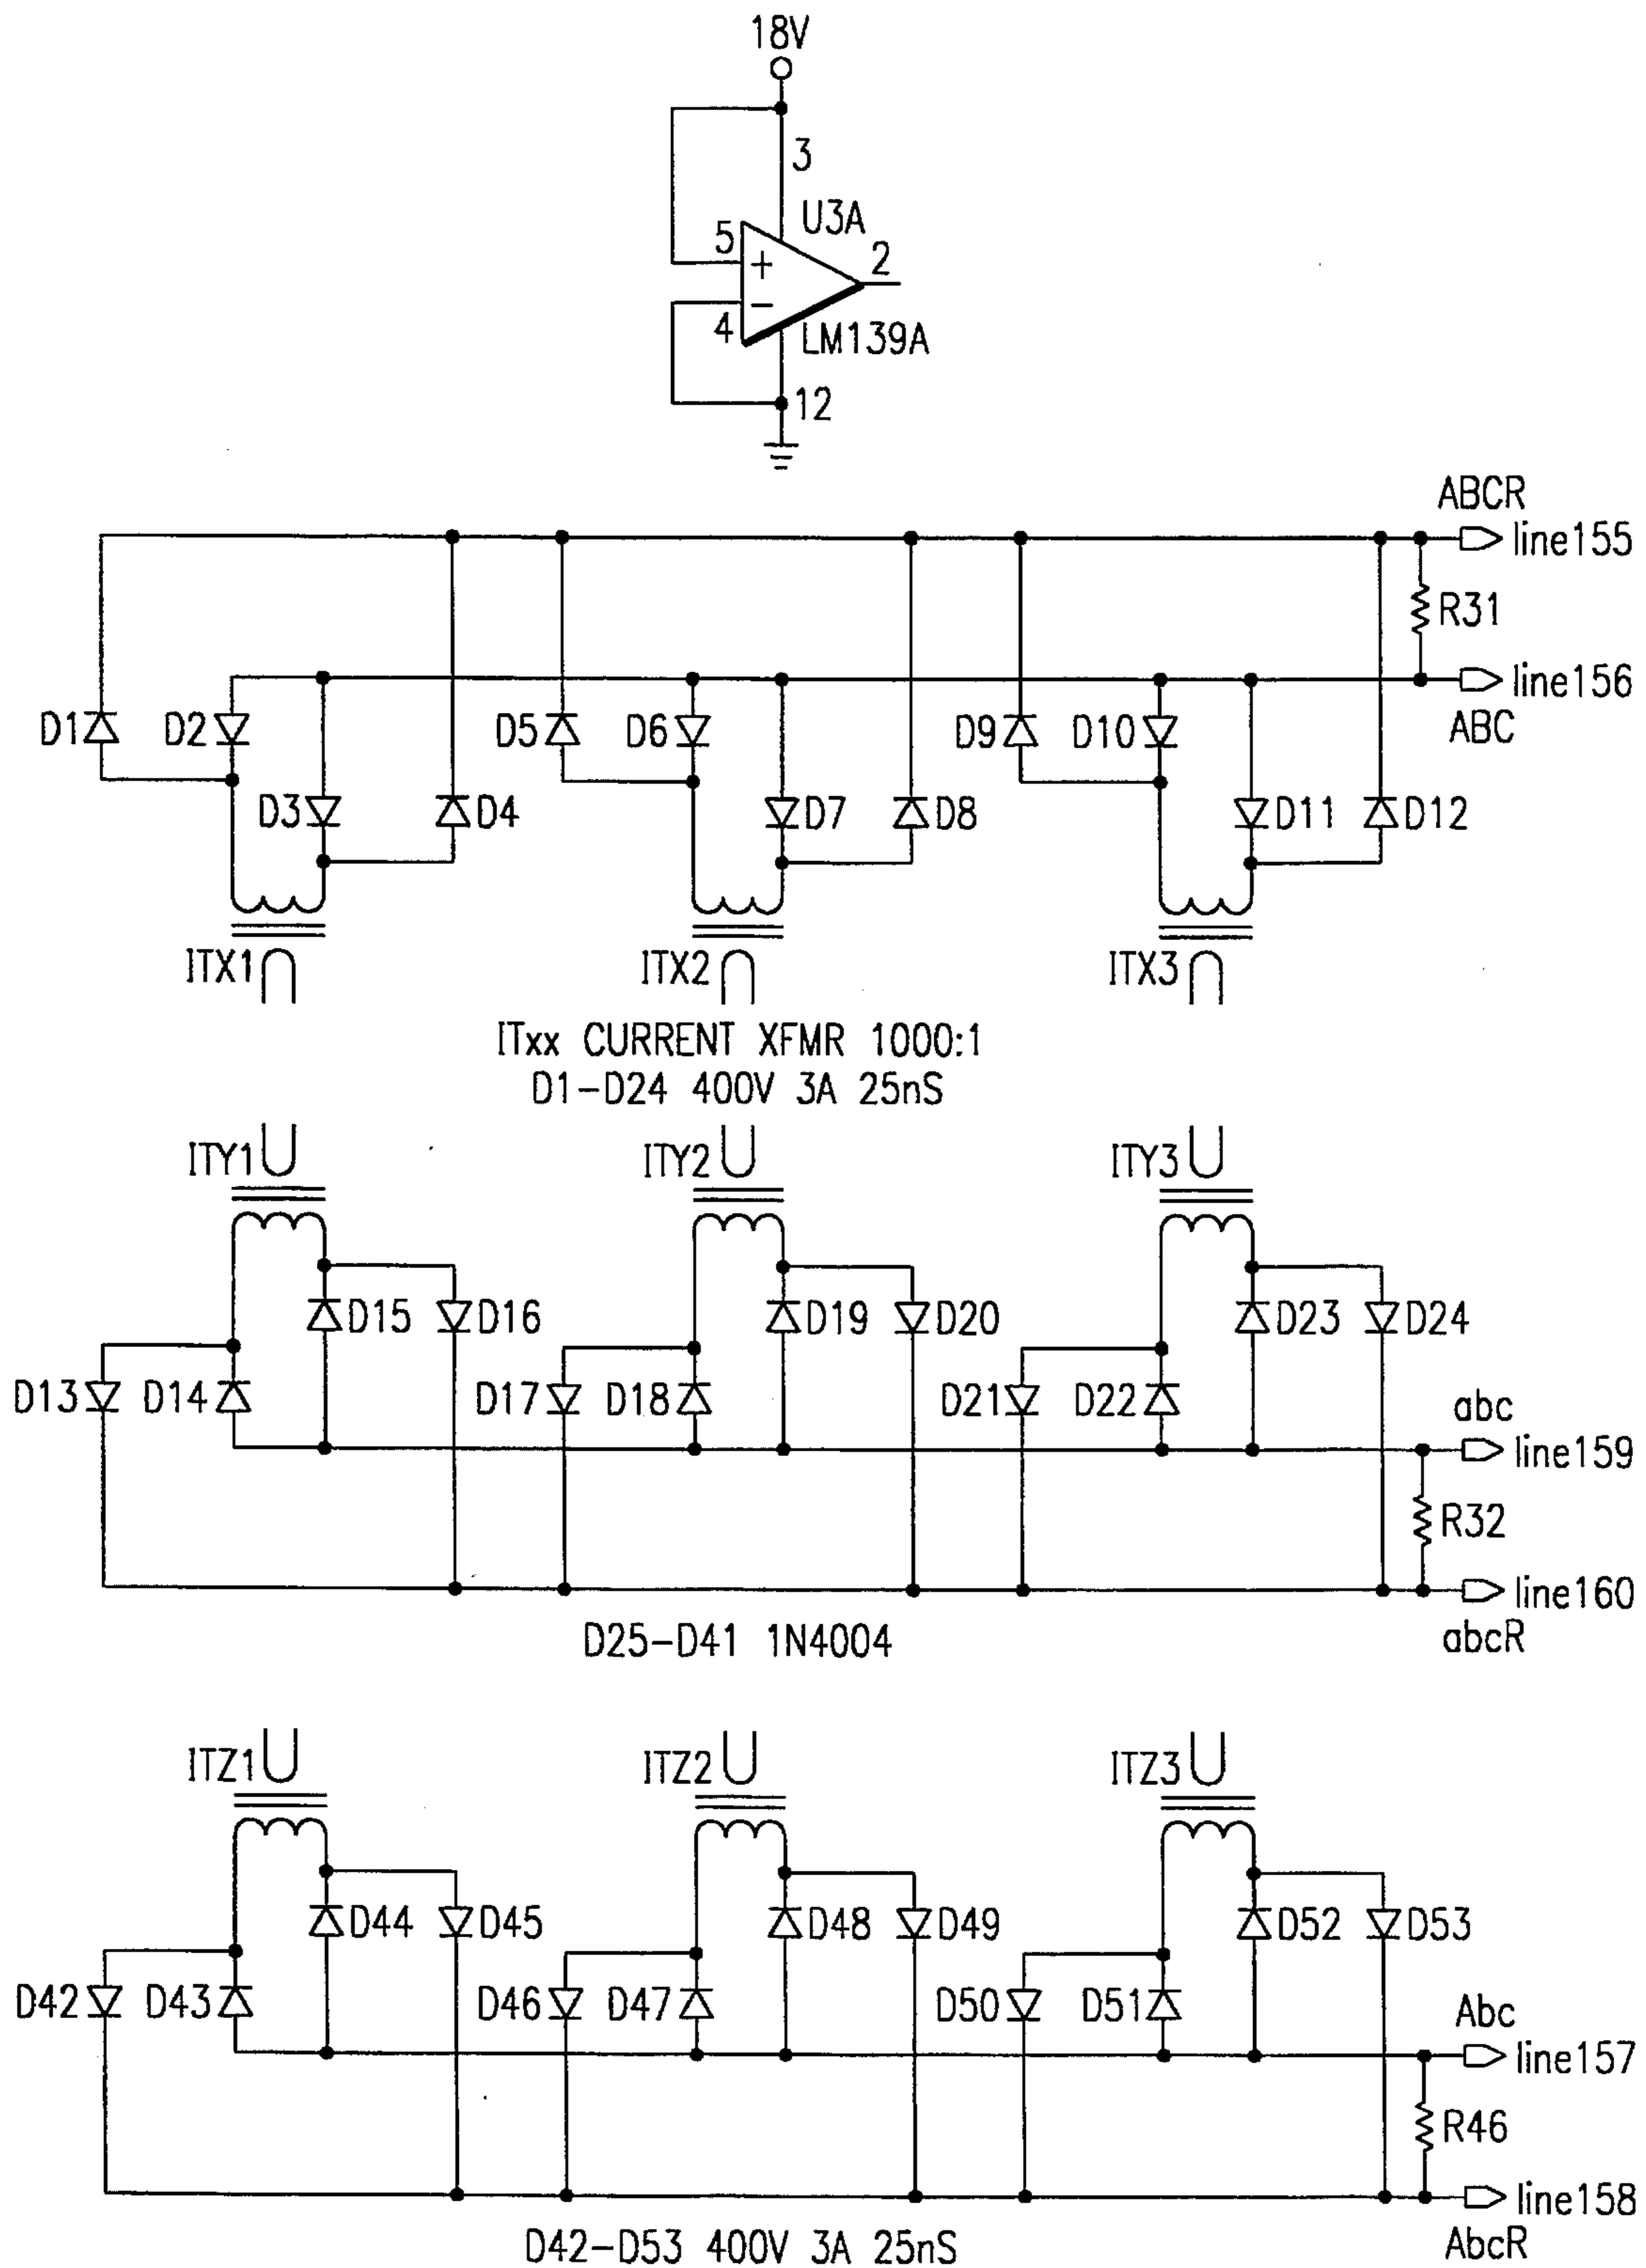 18V
3
U3A
5
+
2
−
4
LM139A
12
ABCR
line155
R31
line156
ABC
D1
D2
D5
D6
D9
D10
D3
D4
D7
D8
D11
D12
ITX1
ITX2
ITX3
ITxx CURRENT XFMR 1000:1
D1−D24 400V 3A 25nS
ITY1
ITY2
ITY3
D15
D16
D19
D20
D23
D24
D13
D14
D17
D18
D21
D22
abc
line159
R32
line160
abcR
D25−D41 1N4004
ITZ1
ITZ2
ITZ3
D44
D45
D48
D49
D52
D53
D42
D43
D46
D47
D50
D51
Abc
line157
R46
line158
AbcR
D42−D53 400V 3A 25nS